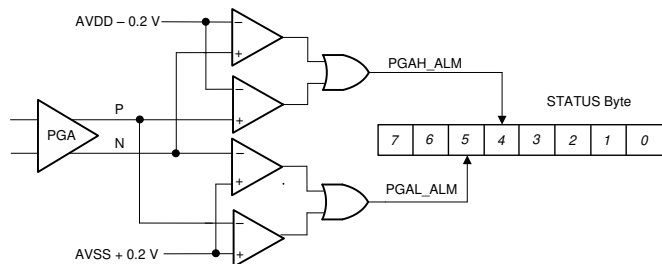 AVDD – 0.2 V
–
+
PGAH_ALM
–
+
STATUS Byte
P
PGA
N
7 6 5 4 3 2 1 0
–
+
PGAL_ALM
–
+
AVSS + 0.2 V